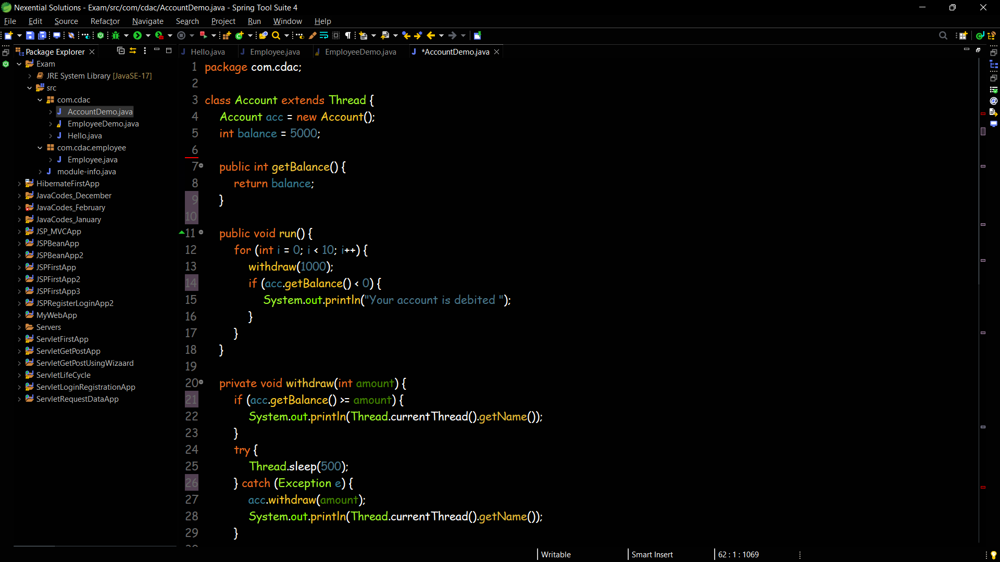 Nexential Solutions - Exam/src/com/cdac/AccountDemo.java - Spring Tool Suite 4
File Edit Source Refactor Navigate Search Project Run Window Help
Package Explorer
Hello.java Employee.java EmployeeDemo.java *AccountDemo.java
Exam
JRE System Library [JavaSE-17]
src
com.cdac
AccountDemo.java
EmployeeDemo.java
Hello.java
com.cdac.employee
Employee.java
module-info.java
HibernateFirstApp
JavaCodes_December
JavaCodes_February
JavaCodes_January
JSP_MVCApp
JSPBeanApp
JSPBeanApp2
JSPFirstApp
JSPFirstApp2
JSPFirstApp3
JSPRegisterLoginApp2
MyWebApp
Servers
ServletFirstApp
ServletGetPostApp
ServletGetPostUsingWizaard
ServletLifeCycle
ServletLoginRegistrationApp
ServletRequestDataApp
1 package com.cdac;
2
3 class Account extends Thread {
4 Account acc = new Account();
5 int balance = 5000;
6
7 public int getBalance() {
8 return balance;
9 }
10
11 public void run() {
12 for (int i = 0; i < 10; i++) {
13 withdraw(1000);
14 if (acc.getBalance() < 0) {
15 System.out.println("Your account is debited ");
16 }
17 }
18 }
19
20 private void withdraw(int amount) {
21 if (acc.getBalance() >= amount) {
22 System.out.println(Thread.currentThread().getName());
23 }
24 try {
25 Thread.sleep(500);
26 } catch (Exception e) {
27 acc.withdraw(amount);
28 System.out.println(Thread.currentThread().getName());
29 }
Writable Smart Insert 62 : 1 : 1069